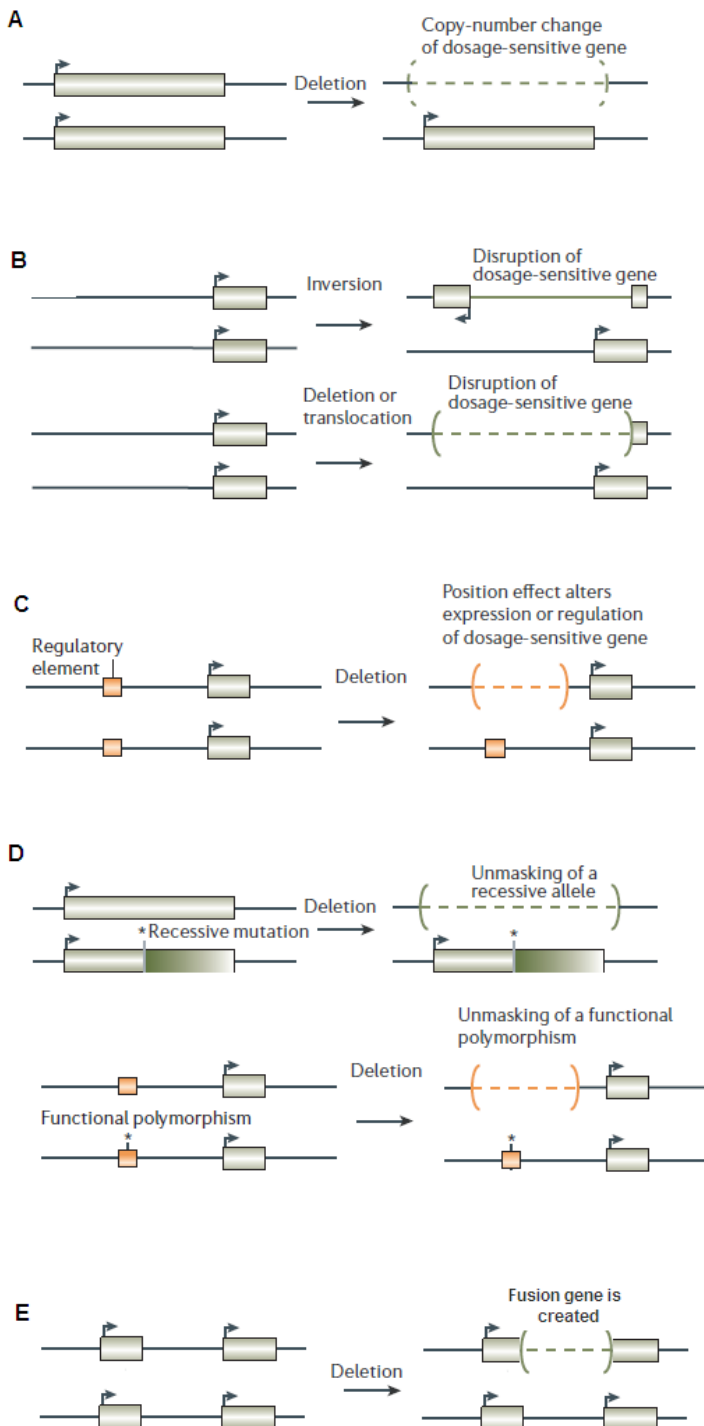 A
Copy-number change
of dosage-sensitive gene
Deletion
B
Inversion
Disruption of
dosage-sensitive gene
Deletion or
translocation
Disruption of
dosage-sensitive gene
C
Regulatory
element
Deletion
Position effect alters
expression or regulation
of dosage-sensitive gene
D
Deletion
Unmasking of a
recessive allele
* Recessive mutation
*
Deletion
Unmasking of a functional
polymorphism
Functional polymorphism
*
*
E
Deletion
Fusion gene is
created